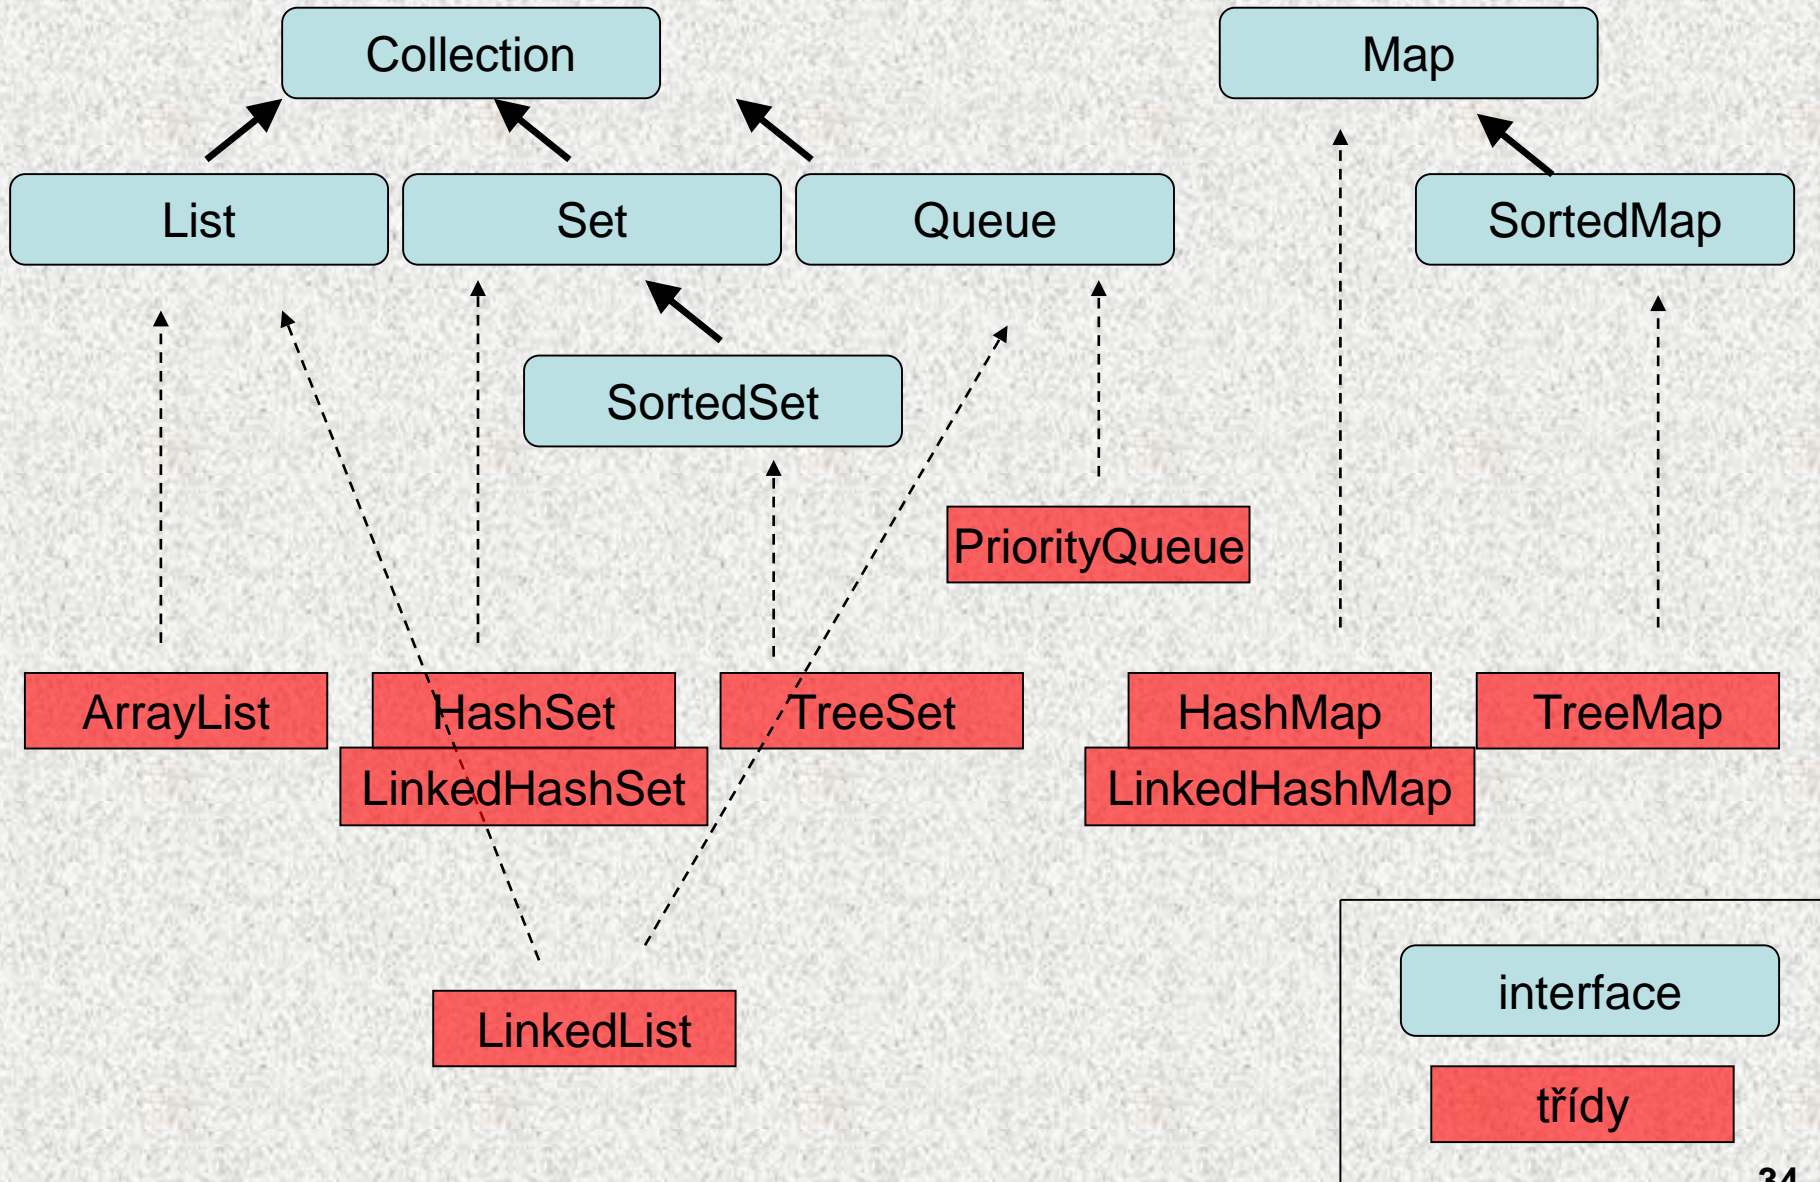 Collection
Map
List
Set
Queue
SortedMap
SortedSet
PriorityQueue
ArrayList
HashSet
TreeSet
HashMap
TreeMap
LinkedHashSet
LinkedHashMap
interface
LinkedList
třídy
34